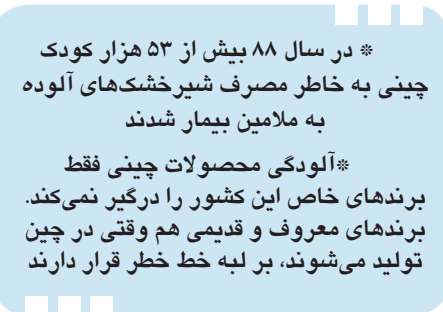 * در سال ۸۸ بیش از ۵۳ هزار کودک
چینی به خاطر مصرف شیرخشک‌های آلوده
به ملامین بیمار شدند
*آلودگی محصولات چینی فقط
برندهای خاص این کشور را درگیر نمی‌کند.
برندهای معروف و قدیمی هم وقتی در چین
تولید می‌شوند، بر لبه خط خطر قرار دارند